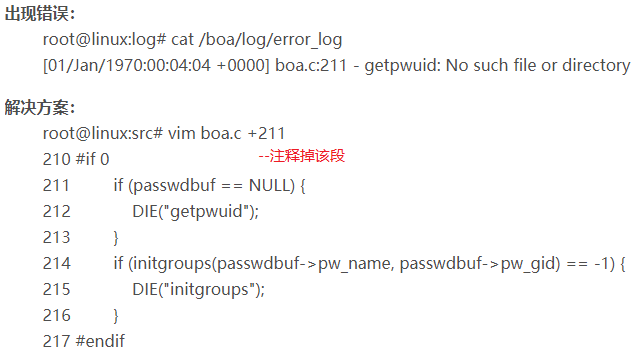 出现错误：
root@linux:log# cat /boa/log/error_log
[01/Jan/1970:00:04:04 +0000] boa.c:211 - getpwuid: No such file or directory
解决方案：
root@linux:src# vim boa.c +211
210 #if 0 --注释掉该段
211 if (passwdbuf == NULL) {
212 DIE("getpwuid");
213 }
214 if (initgroups(passwdbuf->pw_name, passwdbuf->pw_gid) == -1) {
215 DIE("initgroups");
216 }
217 #endif